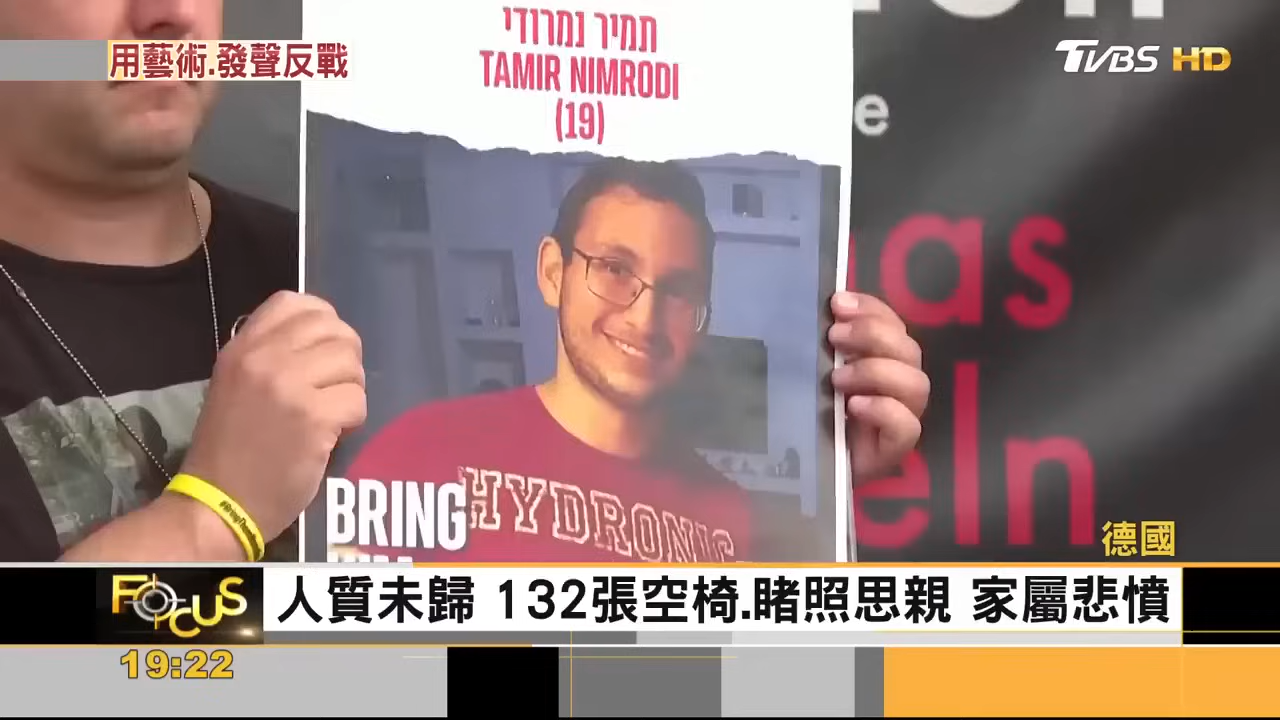 用藝術.發聲反戰
TVBS HD
תמיר נמרודי
TAMIR NIMRODI
(19)
e
as
eln
BRING
HYDRONIC
德國
FOCUS
人質未歸 132張空椅.睹照思親 家屬悲憤
19:22